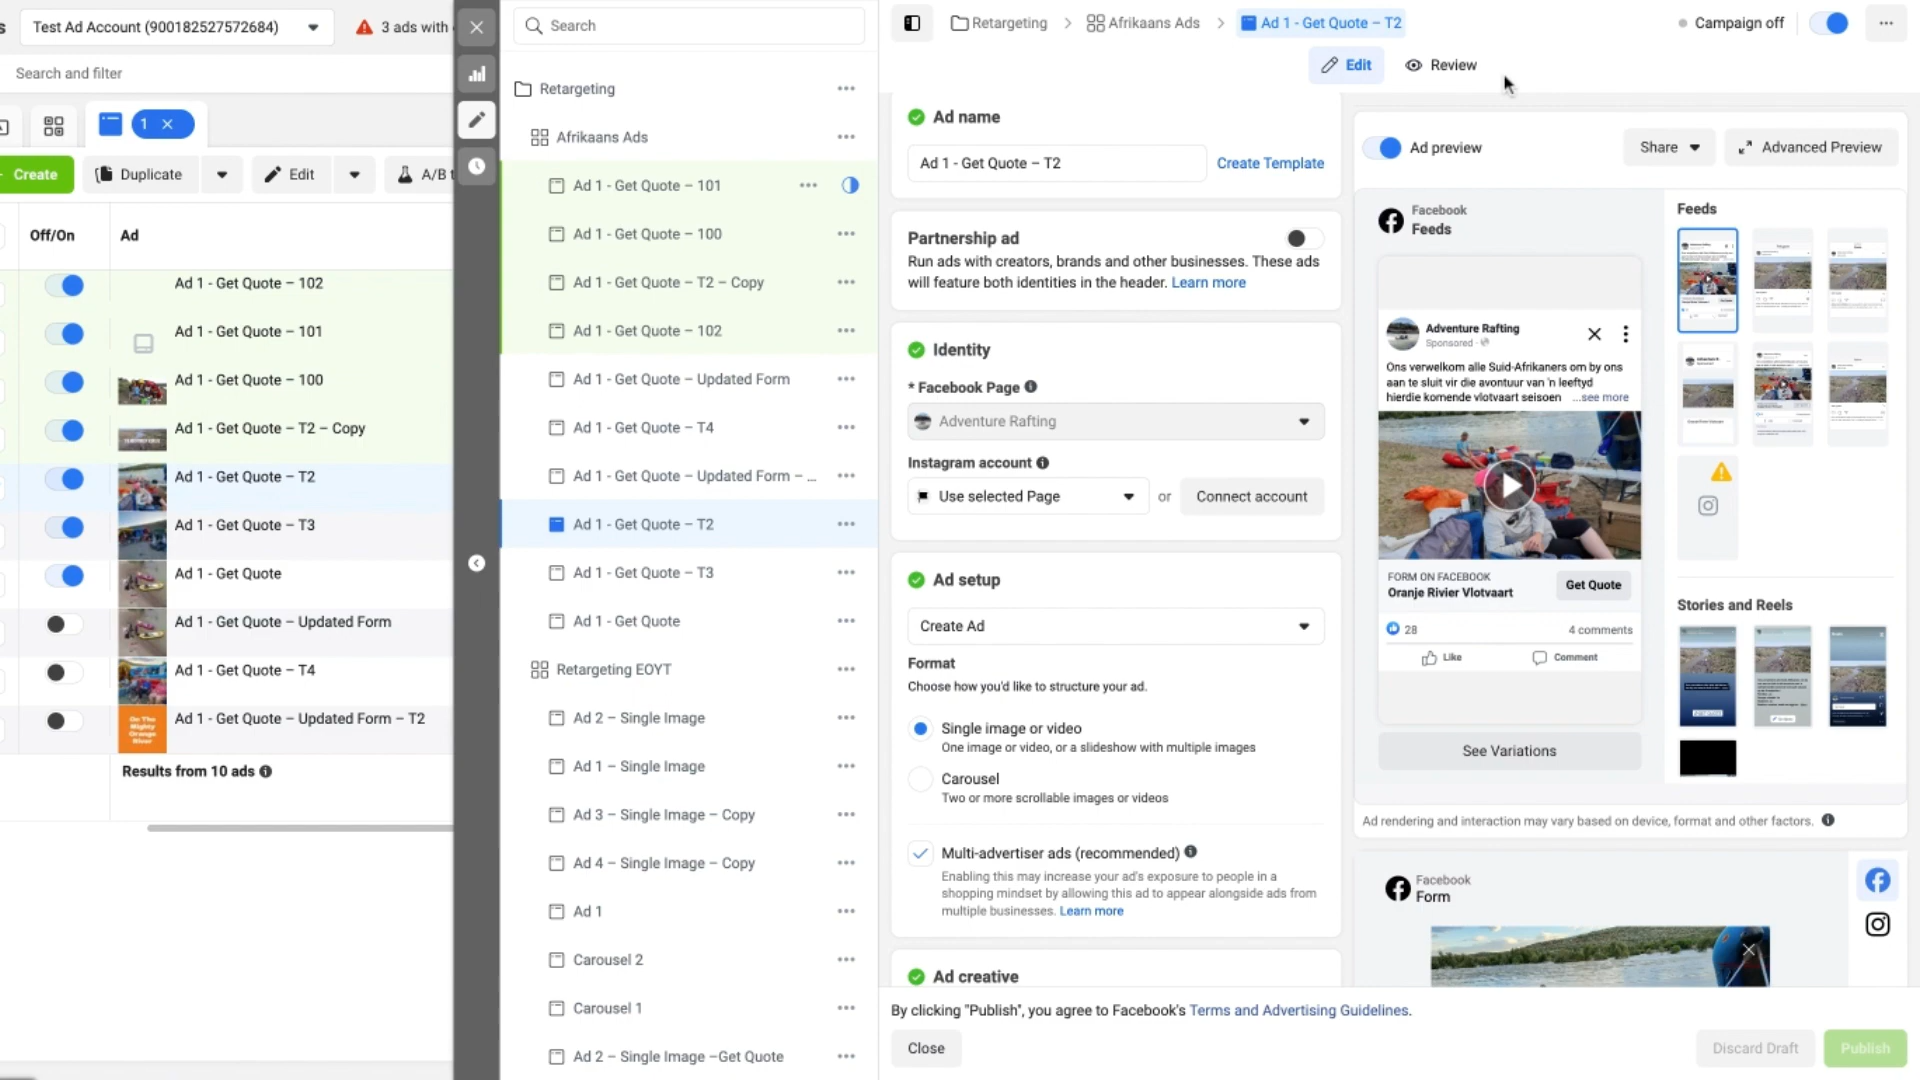 Test Ad Account (900182527572684)
3 ads with
Search and filter
1
Create
Duplicate
Edit
A/B t
Off/On
Ad
Ad 1 - Get Quote – 102
Ad 1 - Get Quote – 101
Ad 1 - Get Quote – 100
Ad 1 - Get Quote – T2 – Copy
Ad 1 - Get Quote – T2
Ad 1 - Get Quote – T3
Ad 1 - Get Quote
Ad 1 - Get Quote – Updated Form
Ad 1 - Get Quote – T4
On The
Mighty
Orange
River
Ad 1 - Get Quote – Updated Form – T2
Results from 10 ads
Search
Retargeting
Afrikaans Ads
Ad 1 - Get Quote – 101
Ad 1 - Get Quote – 100
Ad 1 - Get Quote – T2 – Copy
Ad 1 - Get Quote – 102
Ad 1 - Get Quote – Updated Form
Ad 1 - Get Quote – T4
Ad 1 - Get Quote – Updated Form – ...
Ad 1 - Get Quote – T2
Ad 1 - Get Quote – T3
Ad 1 - Get Quote
Retargeting EOYT
Ad 2 – Single Image
Ad 1 – Single Image
Ad 3 – Single Image – Copy
Ad 4 – Single Image – Copy
Ad 1
Carousel 2
Carousel 1
Ad 2 – Single Image –Get Quote
Retargeting
Afrikaans Ads
Ad 1 - Get Quote – T2
Campaign off
Edit
Review
Ad name
Ad 1 - Get Quote – T2
Create Template
Partnership ad
Run ads with creators, brands and other businesses. These ads
will feature both identities in the header. Learn more
Identity
* Facebook Page
Adventure Rafting
Instagram account
Use selected Page
or
Connect account
Ad setup
Create Ad
Format
Choose how you'd like to structure your ad.
Single image or video
One image or video, or a slideshow with multiple images
Carousel
Two or more scrollable images or videos
Multi-advertiser ads (recommended)
Enabling this may increase your ad's exposure to people in a
shopping mindset by allowing this ad to appear alongside ads from
multiple businesses. Learn more
Ad creative
By clicking "Publish", you agree to Facebook's Terms and Advertising Guidelines.
Close
Discard Draft
Publish
Ad preview
Share
Advanced Preview
Facebook
Feeds
Adventure Rafting
Sponsored ·
Ons verwelkom alle Suid-Afrikaners om by ons
aan te sluit vir die avontuur van 'n leeftyd
hierdie komende vlotvaart seisoen ...see more
FORM ON FACEBOOK
Oranje Rivier Vlotvaart
Get Quote
28
4 comments
Like
Comment
See Variations
Feeds
Stories and Reels
Ad rendering and interaction may vary based on device, format and other factors.
Facebook
Form